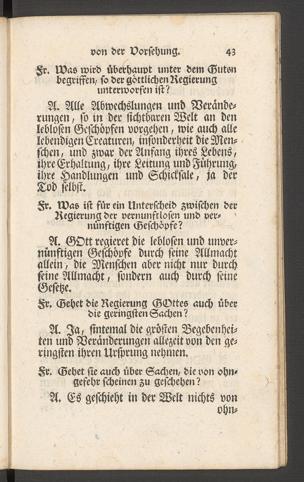 von der Vorsehung. 43
Fr. Was wird überhaupt unter dem Guten
begriffen, so der göttlichen Regierung
unterworfen ist?
A. Alle Abwechslungen und Verände-
rungen, so in der sichtbaren Welt an den
leblosen Geschöpfen vorgehen, wie auch alle
lebendigen Creaturen, insonderheit die Men-
schen, und zwar der Anfang ihres Lebens,
ihre Erhaltung, ihre Leitung und Führung,
ihre Handlungen und Schicksale, ja der
Tod selbst.
Fr. Was ist für ein Unterscheid zwischen der
Regierung der vernunftlosen und ver-
nünftigen Geschöpfe?
A. GOtt regieret die leblosen und unver-
nünftigen Geschöpfe durch seine Allmacht
allein, die Menschen aber nicht nur durch
seine Allmacht, sondern auch durch seine
Gesetze.
Fr. Gehet die Regierung GOttes auch über
die geringsten Sachen?
A. Ja, sintemal die grösten Begebenhei-
ten und Veränderungen allezeit von den ge-
ringsten ihren Ursprung nehmen.
Fr. Gehet sie auch über Sachen, die von ohn-
gefehr scheinen zu geschehen?
A. Es geschieht in der Welt nichts von
ohn-